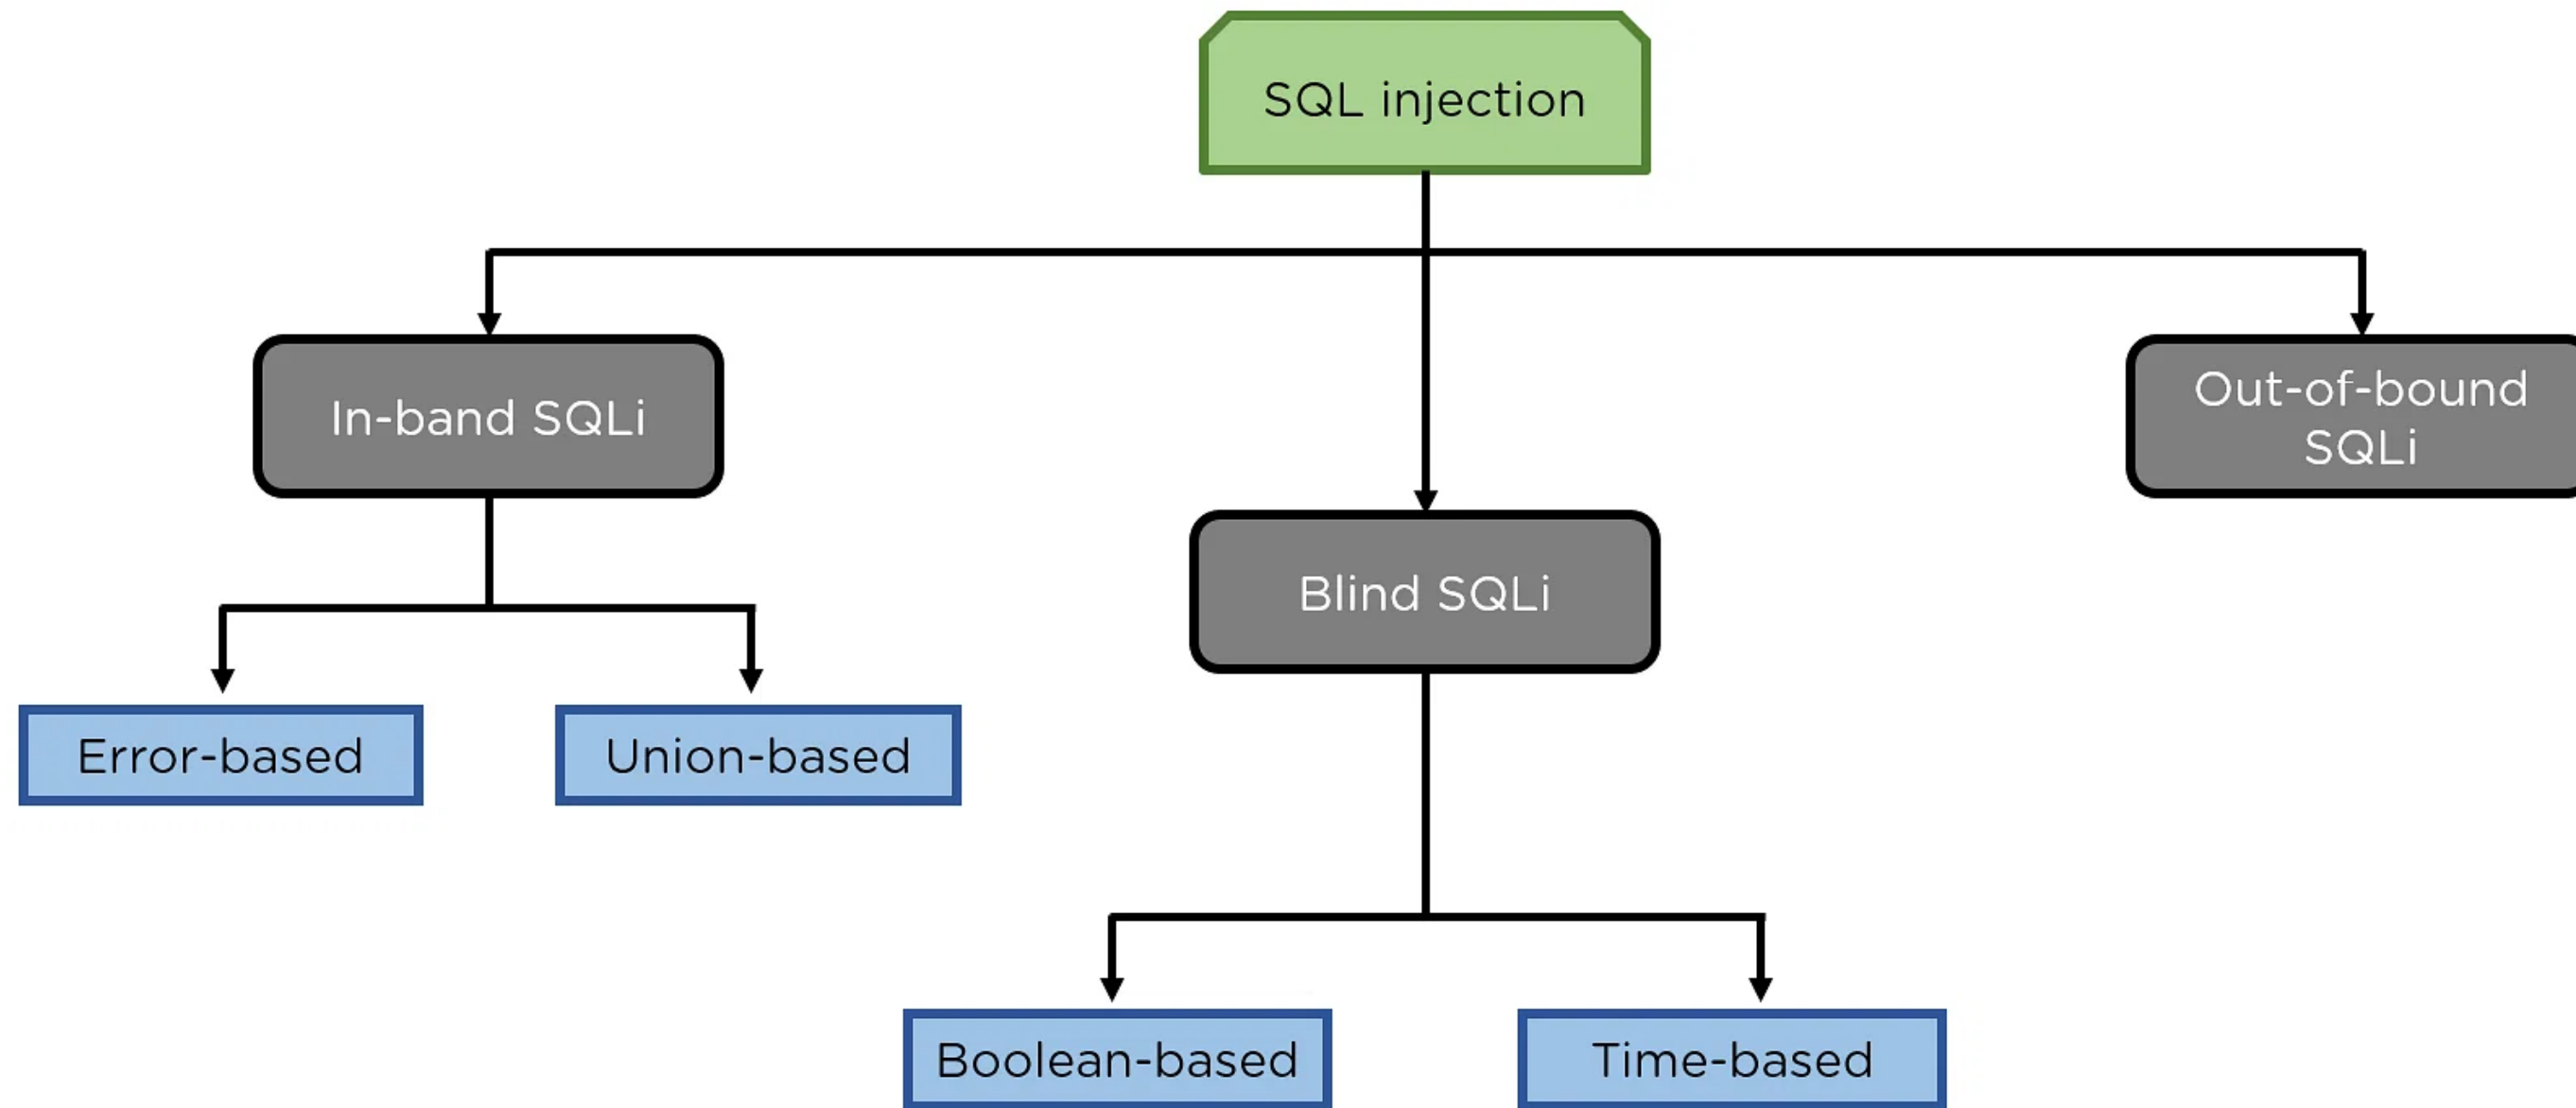 SQL injection
In-band SQLi
Out-of-bound
SQLi
Blind SQLi
Error-based
Union-based
Boolean-based
Time-based